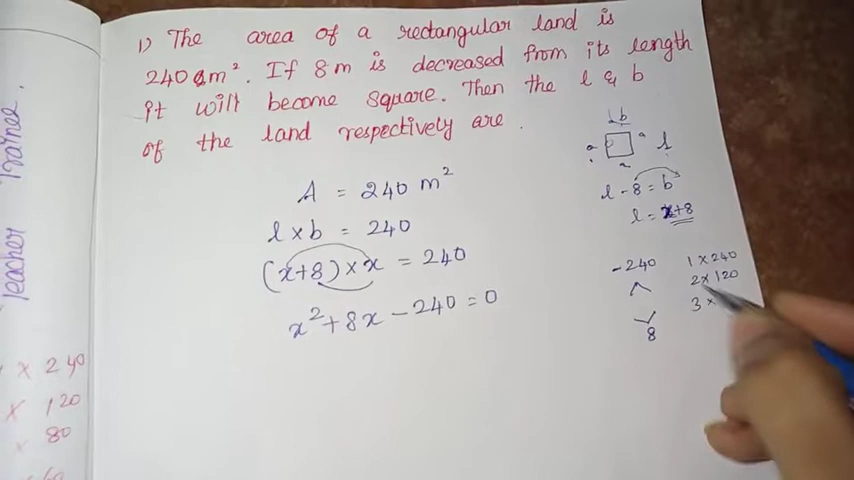 1) The area of a rectangular land is
240 m². If 8m is decreased from its length
it will become square. Then the l & b
of the land respectively are.
b
a a
l
a
l - 8 = b
l = x+8
A = 240 m²
l × b = 240
(x+8) × x = 240
x² + 8x - 240 = 0
-240
8
1 × 240
2 × 120
3 ×
Teacher Trainee.
× 240
× 120
× 80